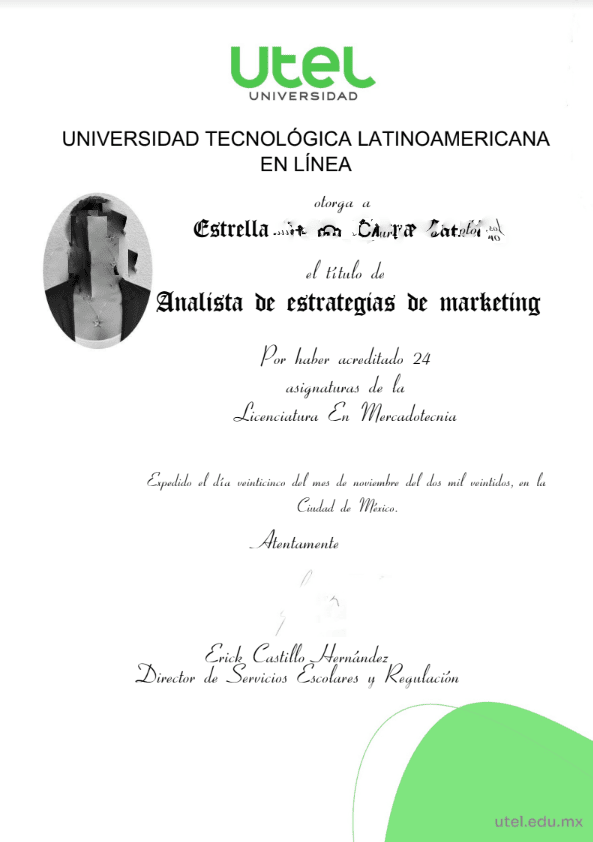 utel
UNIVERSIDAD
UNIVERSIDAD TECNOLÓGICA LATINOAMERICANA
EN LÍNEA
otorga a
Estrella
el título de
Analista de estrategias de marketing
Por haber acreditado 24
asignaturas de la
Licenciatura En Mercadotecnia
Expedido el día veinticinco del mes de noviembre del dos mil veintidos, en la
Ciudad de México.
Atentamente
Erick Castillo Hernández
Director de Servicios Escolares y Regulación
utel.edu.mx